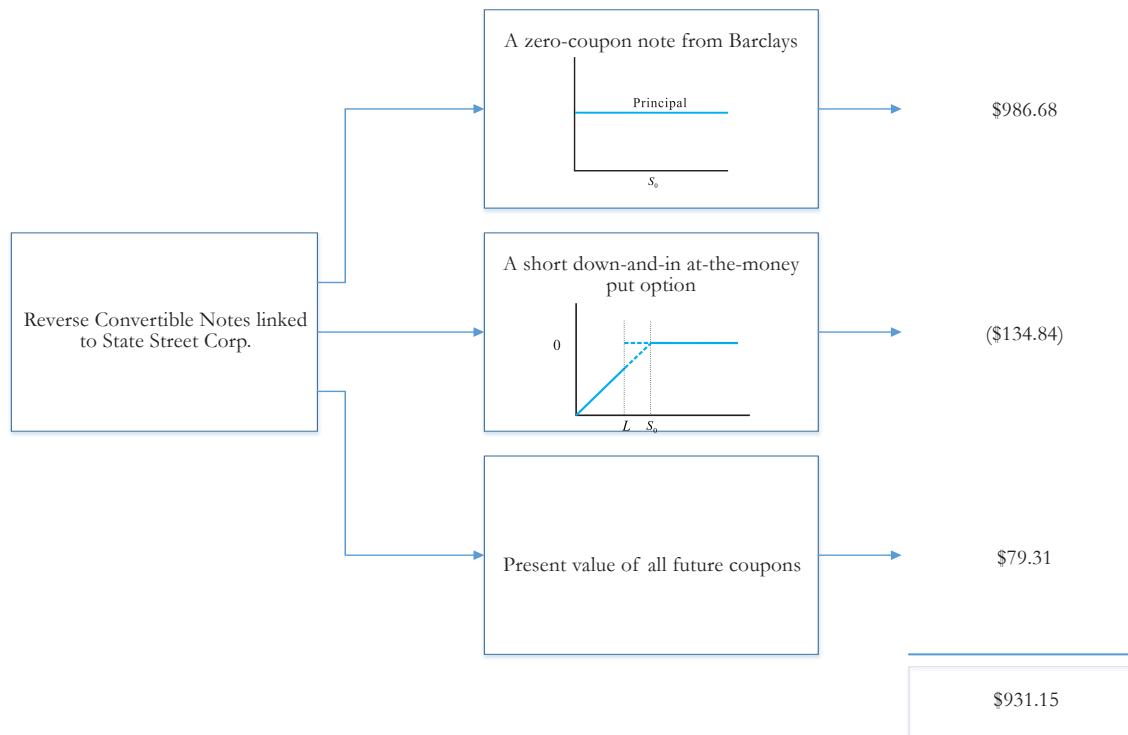 A zero-coupon note from Barclays
Principal
S₀
$986.68
Reverse Convertible Notes linked
to State Street Corp.
A short down-and-in at-the-money
put option
0
L S₀
($134.84)
Present value of all future coupons
$79.31
$931.15